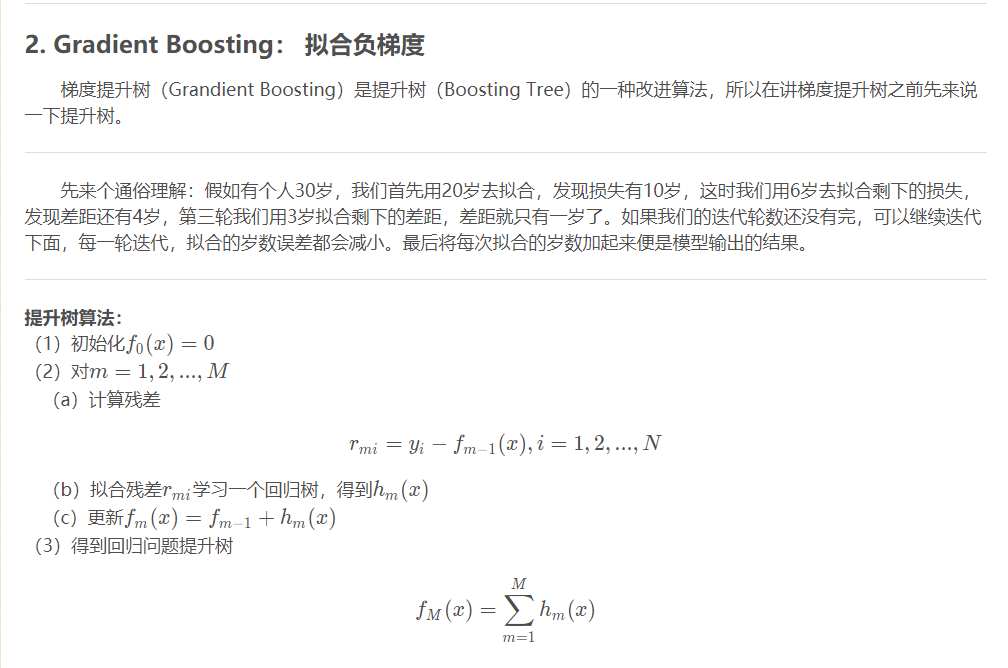 2. Gradient Boosting： 拟合负梯度
梯度提升树（Grandient Boosting）是提升树（Boosting Tree）的一种改进算法，所以在讲梯度提升树之前先来说
一下提升树。
先来个通俗理解：假如有个人30岁，我们首先用20岁去拟合，发现损失有10岁，这时我们用6岁去拟合剩下的损失，
发现差距还有4岁，第三轮我们用3岁拟合剩下的差距，差距就只有一岁了。如果我们的迭代轮数还没有完，可以继续迭代
下面，每一轮迭代，拟合的岁数误差都会减小。最后将每次拟合的岁数加起来便是模型输出的结果。
提升树算法：
（1）初始化$f_0(x) = 0$
（2）对$m = 1, 2, ..., M$
（a）计算残差
$r_{mi} = y_i - f_{m-1}(x), i = 1, 2, ..., N$
（b）拟合残差$r_{mi}$学习一个回归树，得到$h_m(x)$
（c）更新$f_m(x) = f_{m-1} + h_m(x)$
（3）得到回归问题提升树
$f_M(x) = \sum_{m=1}^{M} h_m(x)$